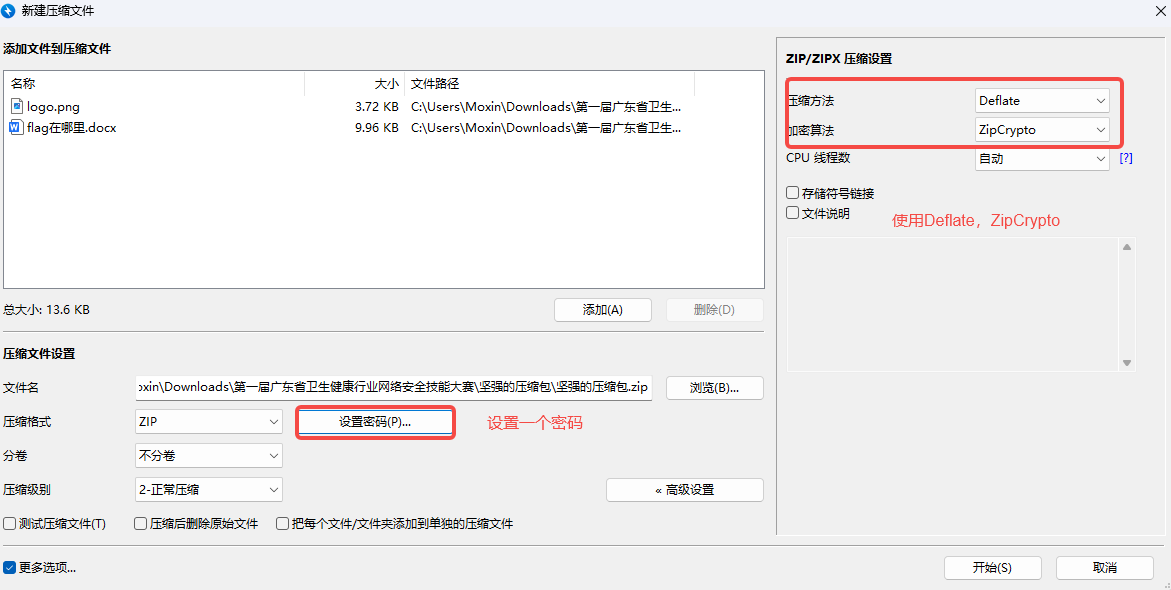 新建压缩文件
添加文件到压缩文件
名称 大小 文件路径
logo.png 3.72 KB C:\Users\Moxin\Downloads\第一届广东省卫生...
flag在哪里.docx 9.96 KB C:\Users\Moxin\Downloads\第一届广东省卫生...
总大小: 13.6 KB 添加(A) 删除(D)
压缩文件设置
文件名 oxin\Downloads\第一届广东省卫生健康行业网络安全技能大赛\坚强的压缩包\坚强的压缩包.zip 浏览(B)...
压缩格式 ZIP 设置密码(P)... 设置一个密码
分卷 不分卷
压缩级别 2-正常压缩 « 高级设置
测试压缩文件(T) 压缩后删除原始文件 把每个文件/文件夹添加到单独的压缩文件
更多选项...
ZIP/ZIPX 压缩设置
压缩方法 Deflate
加密算法 ZipCrypto
CPU 线程数 自动 [?]
存储符号链接
文件说明
使用Deflate，ZipCrypto
开始(S) 取消